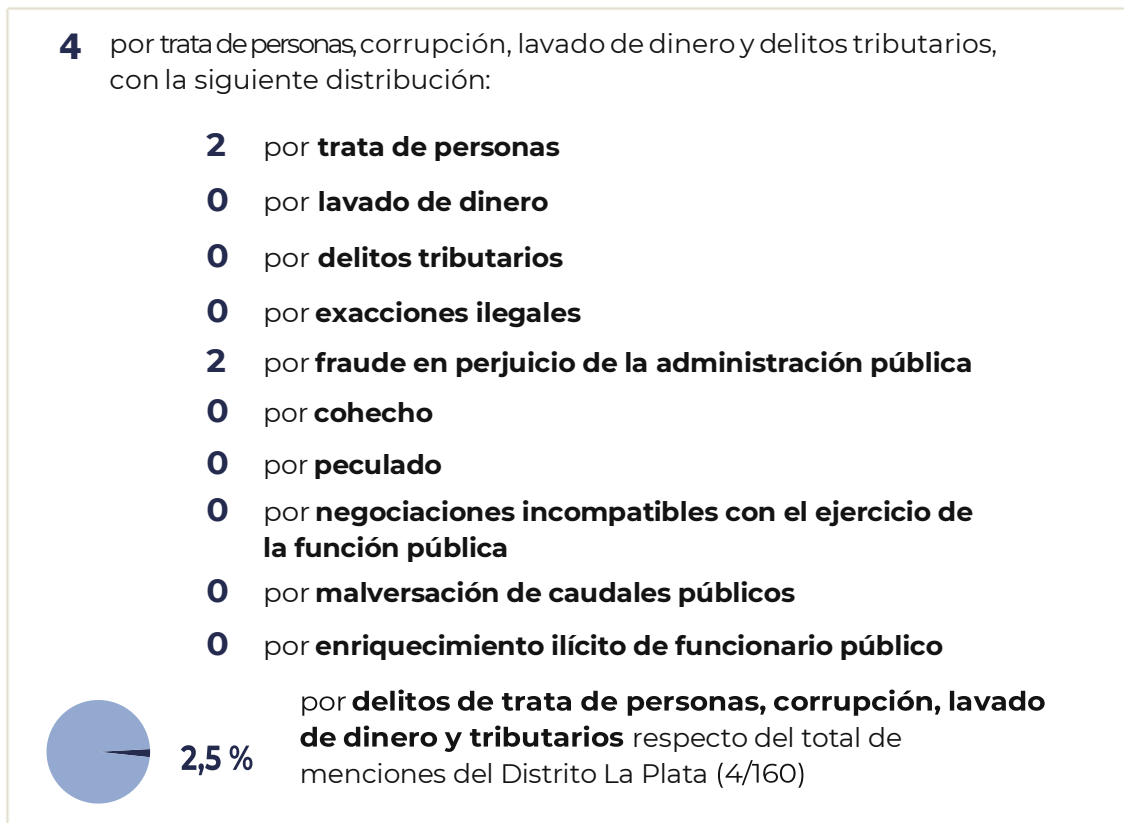 4 por trata de personas, corrupción, lavado de dinero y delitos tributarios,
con la siguiente distribución:
2 por trata de personas
0 por lavado de dinero
0 por delitos tributarios
0 por exacciones ilegales
2 por fraude en perjuicio de la administración pública
0 por cohecho
0 por peculado
0 por negociaciones incompatibles con el ejercicio de
la función pública
0 por malversación de caudales públicos
0 por enriquecimiento ilícito de funcionario público
2,5 %
por delitos de trata de personas, corrupción, lavado
de dinero y tributarios respecto del total de
menciones del Distrito La Plata (4/160)